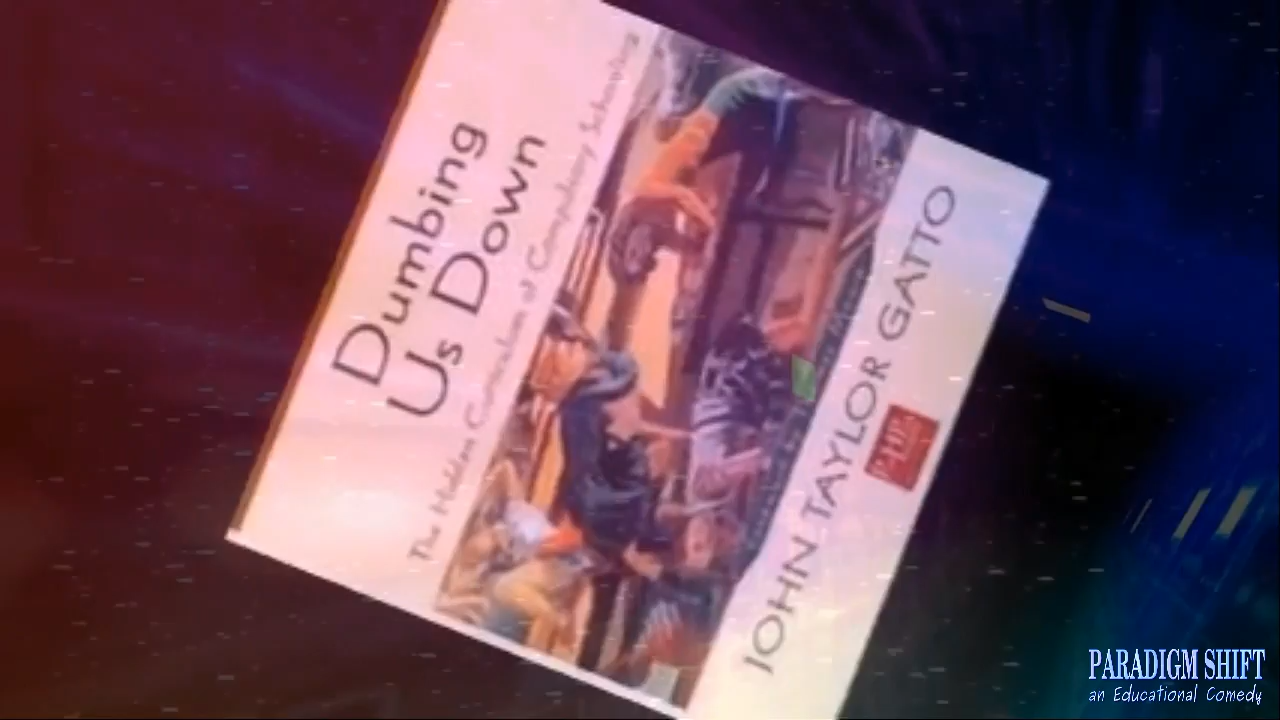 Dumbing
Us Down
The Hidden Curriculum of Compulsory Schooling
JOHN TAYLOR GATTO
PARADIGM SHIFT
an Educational Comedy